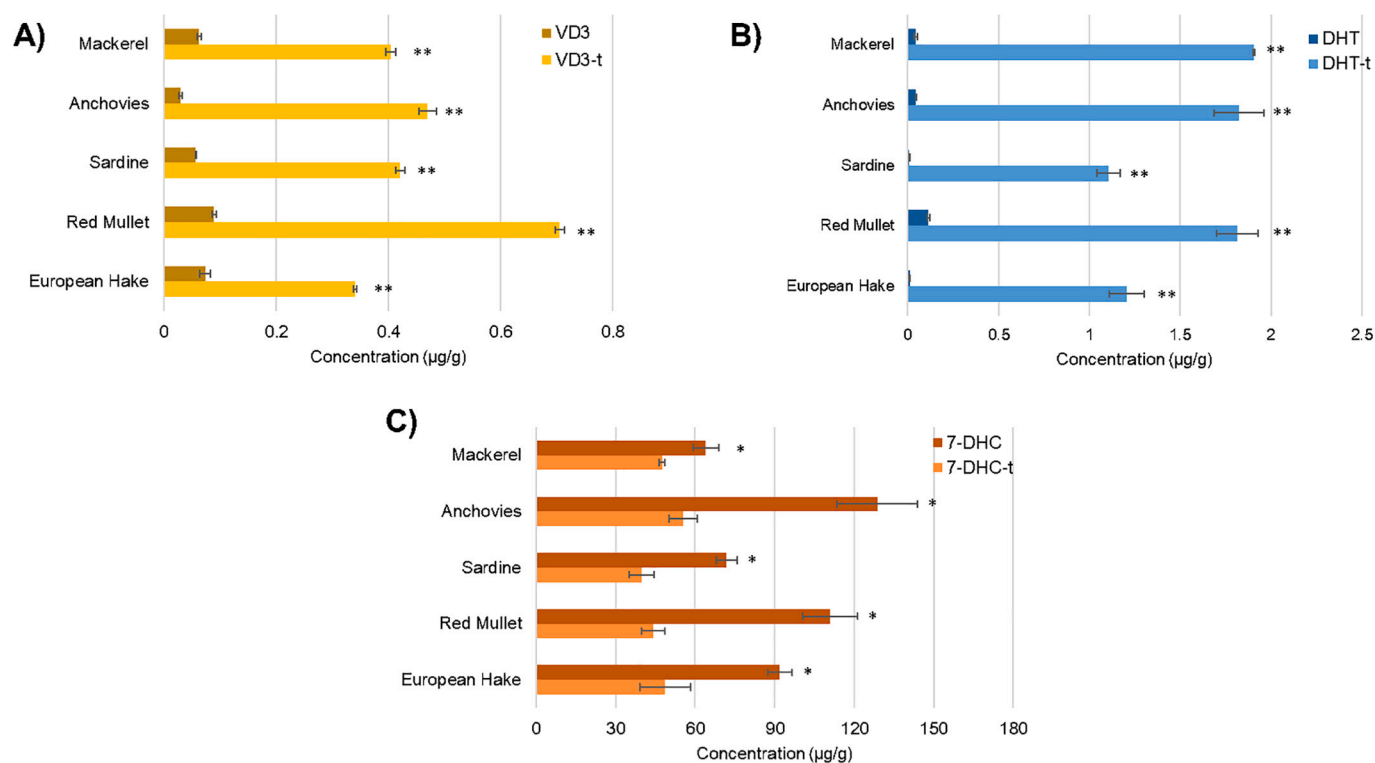 A)
VD3
VD3-t
Mackerel **
Anchovies **
Sardine **
Red Mullet **
European Hake **
0 0.2 0.4 0.6 0.8
Concentration (µg/g)
B)
DHT
DHT-t
Mackerel **
Anchovies **
Sardine **
Red Mullet **
European Hake **
0 0.5 1 1.5 2 2.5
Concentration (µg/g)
C)
7-DHC
7-DHC-t
Mackerel *
Anchovies *
Sardine *
Red Mullet *
European Hake *
0 30 60 90 120 150 180
Concentration (µg/g)